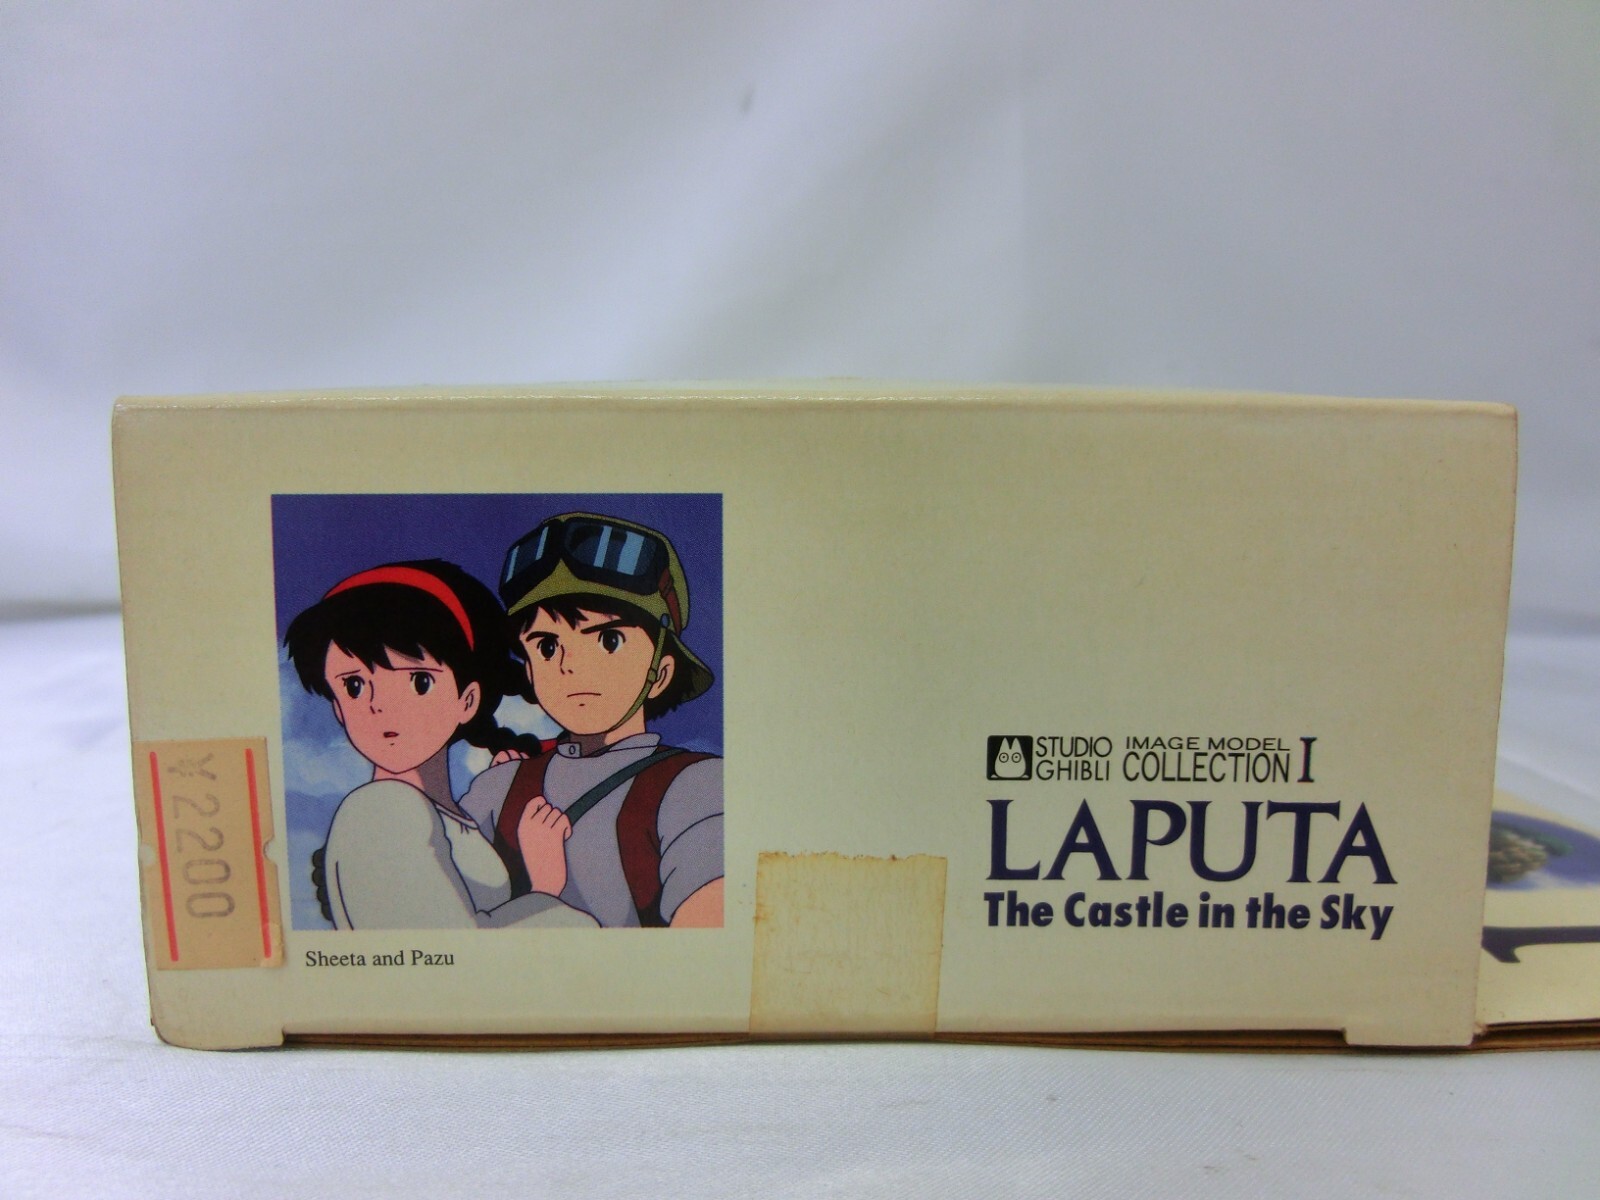 ¥2200
Sheeta and Pazu
STUDIO GHIBLI
IMAGE MODEL COLLECTION I
LAPUTA
The Castle in the Sky